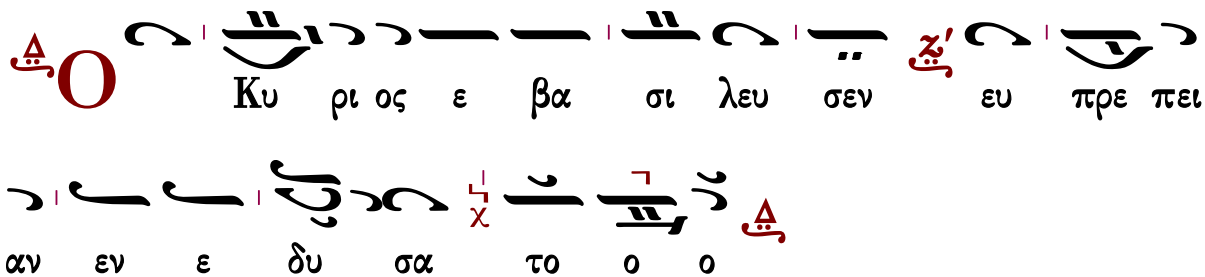 Ο Κυ ρι ος ε βα σι λευ σεν ευ πρε πει
αν εν ε δυ σα το ο ο